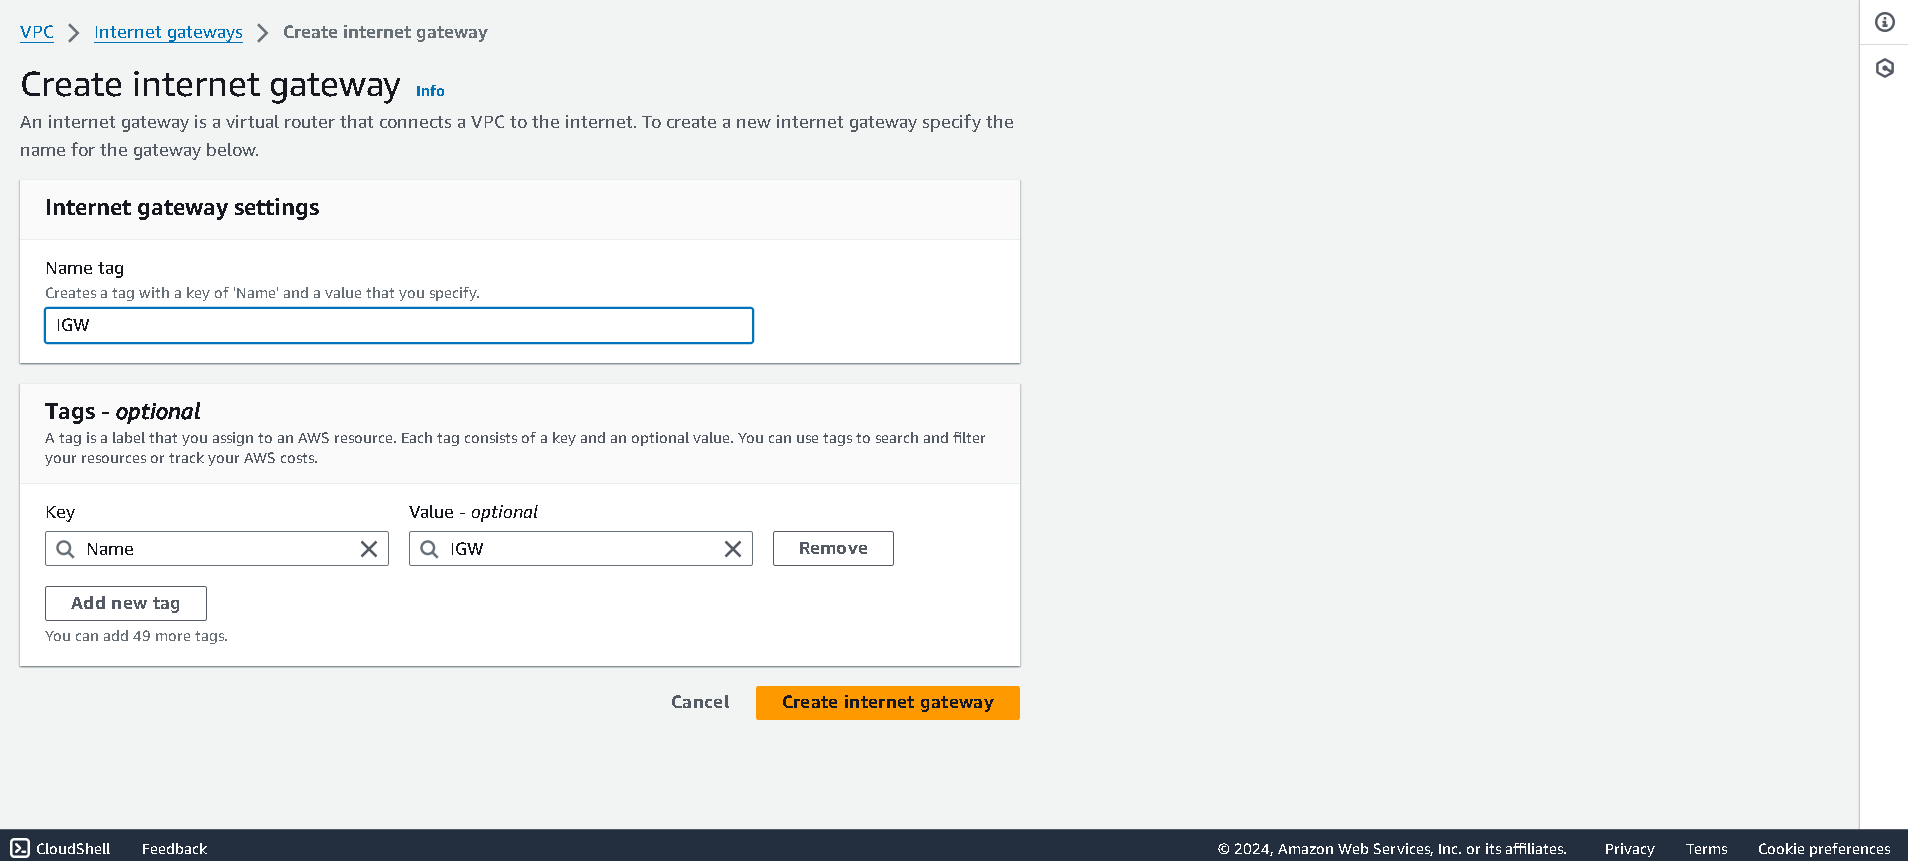 VPC > Internet gateways > Create internet gateway
Create internet gateway Info
An internet gateway is a virtual router that connects a VPC to the internet. To create a new internet gateway specify the
name for the gateway below.
Internet gateway settings
Name tag
Creates a tag with a key of 'Name' and a value that you specify.
IGW
Tags - optional
A tag is a label that you assign to an AWS resource. Each tag consists of a key and an optional value. You can use tags to search and filter
your resources or track your AWS costs.
Key Value - optional
Name IGW Remove
Add new tag
You can add 49 more tags.
Cancel Create internet gateway
CloudShell Feedback © 2024, Amazon Web Services, Inc. or its affiliates. Privacy Terms Cookie preferences